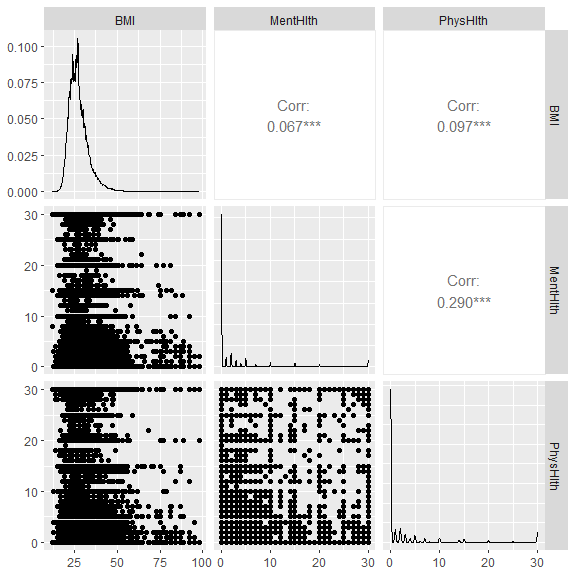 BMI
MentHlth
PhysHlth
0.100
0.075
0.050
0.025
0.000
Corr:
0.067***
Corr:
0.097***
BMI
30
20
10
0
Corr:
0.290***
MentHlth
30
20
10
0
PhysHlth
25 50 75 100
0 10 20 30
0 10 20 30